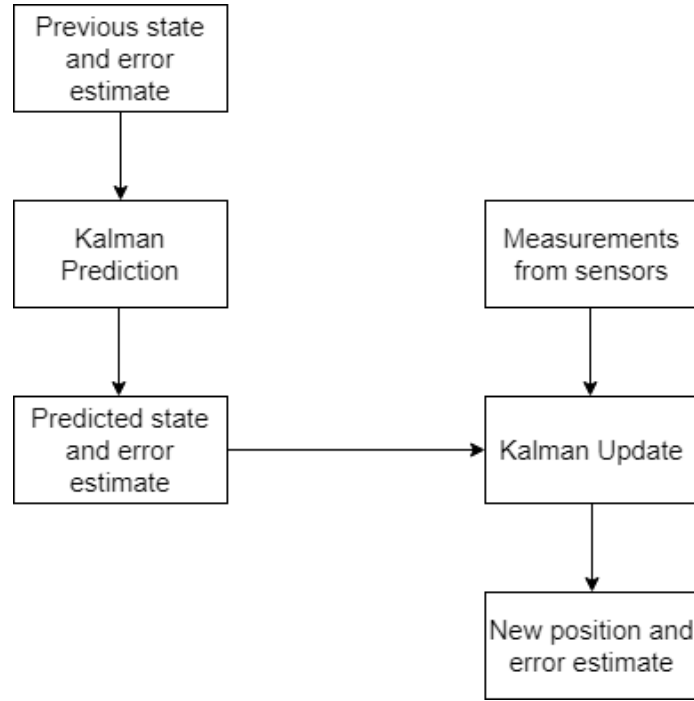 Previous state
and error
estimate
Kalman
Prediction
Measurements
from sensors
Predicted state
and error
estimate
Kalman Update
New position and
error estimate